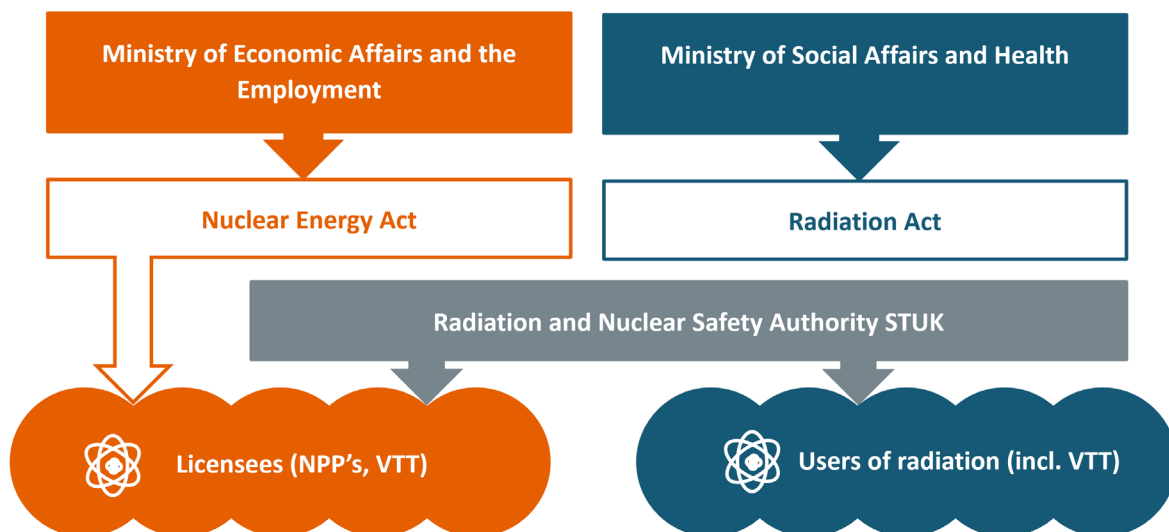 Ministry of Economic Affairs and the
Employment
Ministry of Social Affairs and Health
Nuclear Energy Act
Radiation Act
Radiation and Nuclear Safety Authority STUK
Licensees (NPP's, VTT)
Users of radiation (incl. VTT)